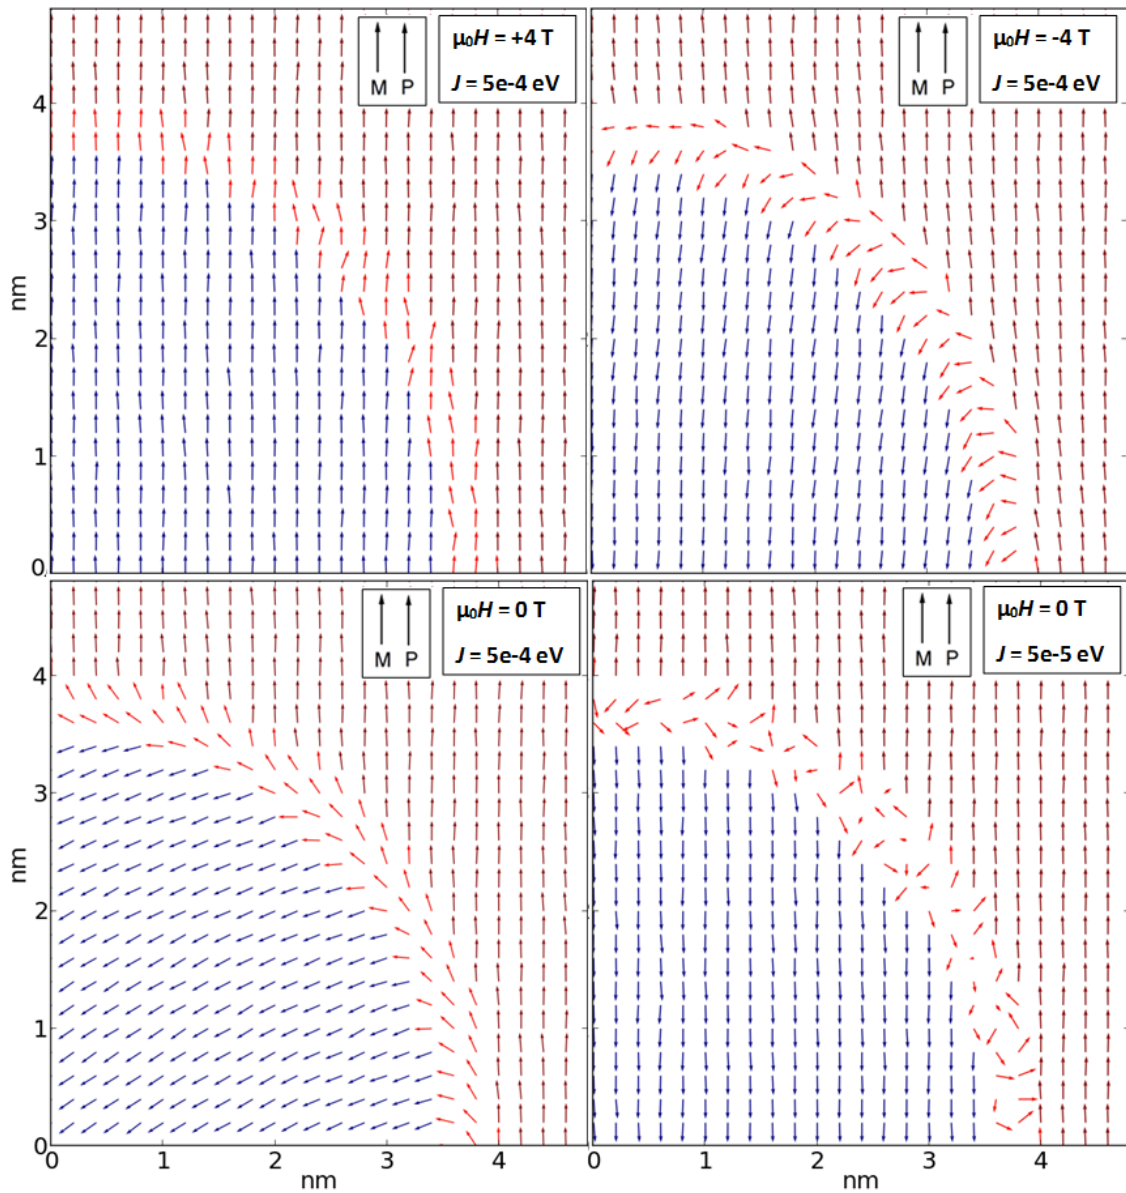 M P
μ₀H = +4 T
J = 5e-4 eV
M P
μ₀H = -4 T
J = 5e-4 eV
4
3
2
1
0
nm
M P
μ₀H = 0 T
J = 5e-4 eV
M P
μ₀H = 0 T
J = 5e-5 eV
4
3
2
1
0
nm
0 1 2 3 4
nm
0 1 2 3 4
nm